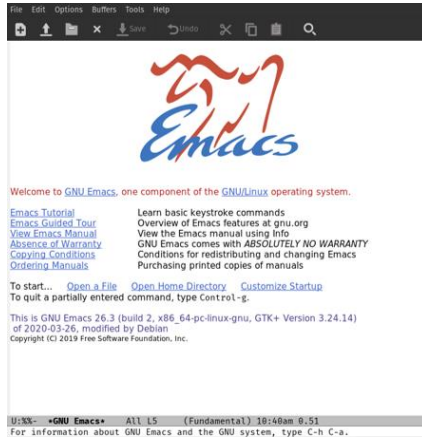 File Edit Options Buffers Tools Help
Save Undo
Emacs
Welcome to GNU Emacs, one component of the GNU/Linux operating system.
Emacs Tutorial Learn basic keystroke commands
Emacs Guided Tour Overview of Emacs features at gnu.org
View Emacs Manual View the Emacs manual using Info
Absence of Warranty GNU Emacs comes with ABSOLUTELY NO WARRANTY
Copying Conditions Conditions for redistributing and changing Emacs
Ordering Manuals Purchasing printed copies of manuals
To start... Open a File Open Home Directory Customize Startup
To quit a partially entered command, type Control-g.
This is GNU Emacs 26.3 (build 2, x86_64-pc-linux-gnu, GTK+ Version 3.24.14)
of 2020-03-26, modified by Debian
Copyright (C) 2019 Free Software Foundation, Inc.
U:%%- *GNU Emacs* All L5 (Fundamental) 10:40am 0.51
For information about GNU Emacs and the GNU system, type C-h C-a.